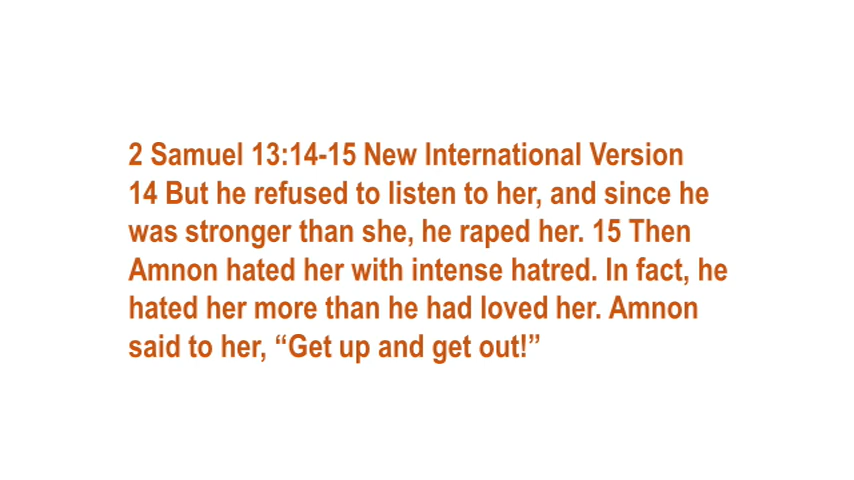 2 Samuel 13:14-15 New International Version
14 But he refused to listen to her, and since he
was stronger than she, he raped her. 15 Then
Amnon hated her with intense hatred. In fact, he
hated her more than he had loved her. Amnon
said to her, “Get up and get out!”